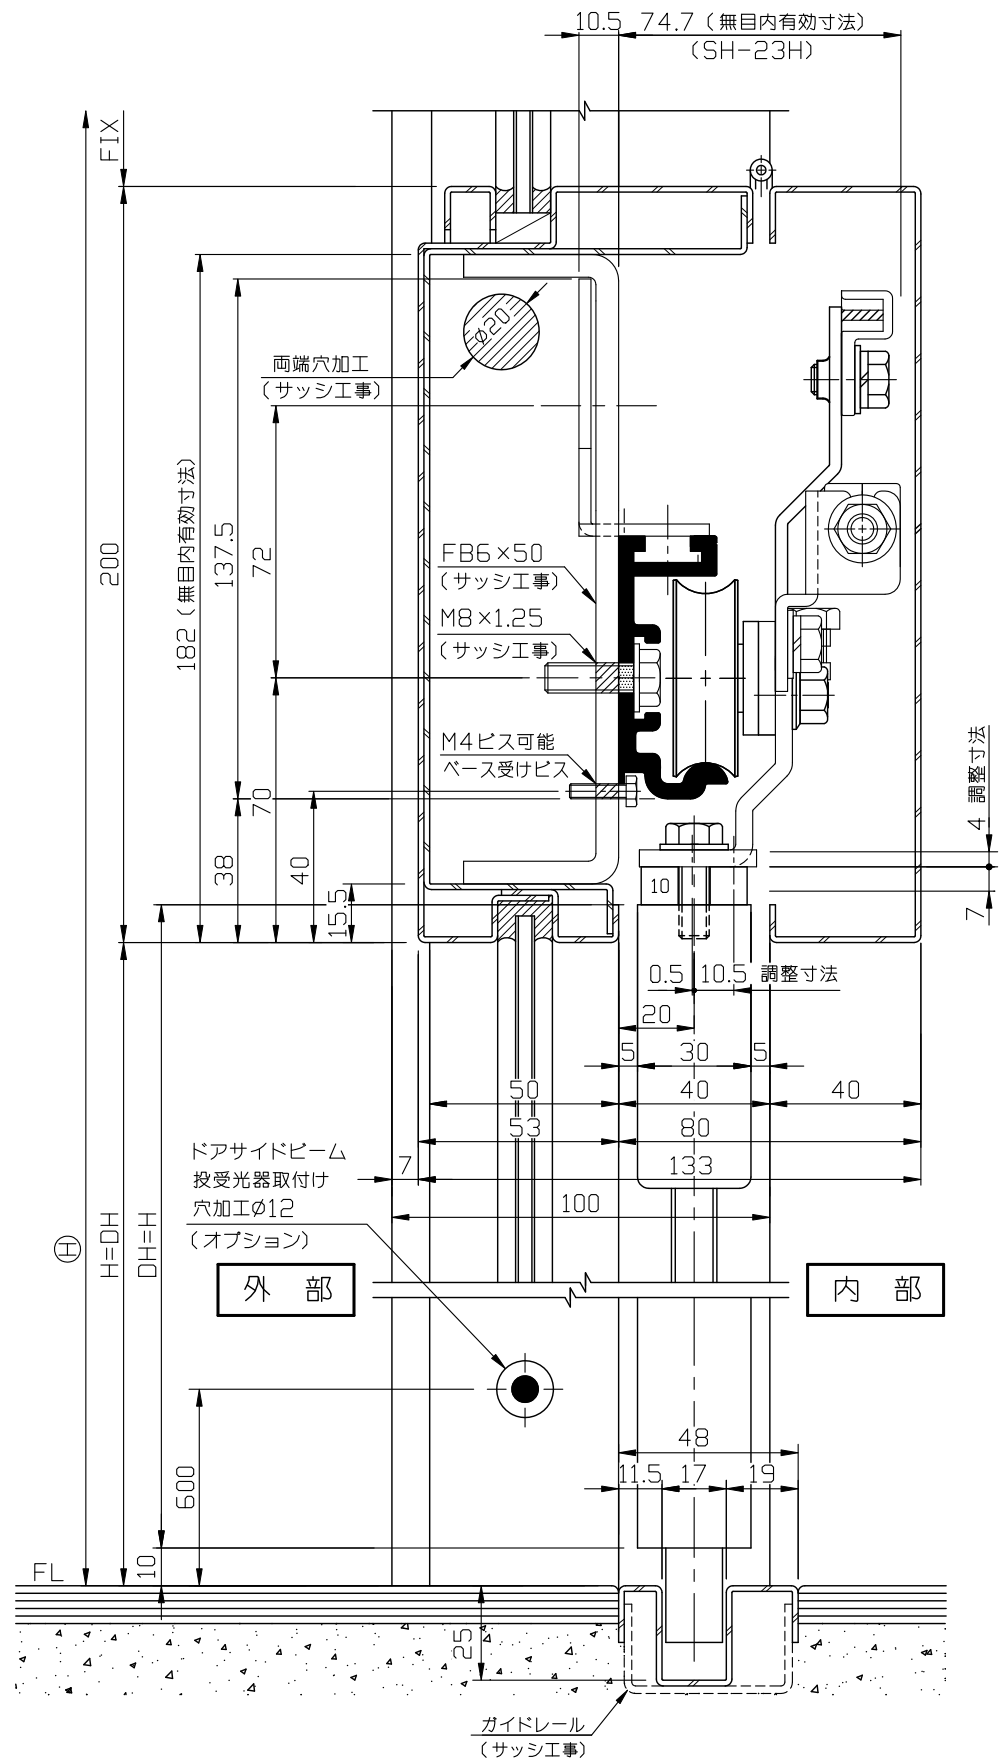 10.5
74.7（無目内有効寸法）
（SH-23H）
FIX
φ20
両端穴加工
（サッシ工事）
200
182（無目内有効寸法）
137.5
72
FB6×50
（サッシ工事）
M8×1.25
（サッシ工事）
M4ビス可能
ベース受けビス
70
38
40
15.5
10
4 調整寸法
7
0.5
10.5 調整寸法
20
5
30
5
50
40
40
53
80
7
133
100
ドアサイドビーム
投受光器取付け
穴加工φ12
（オプション）
Ⓗ
H=DH
DH=H
外 部
内 部
48
11.5
17
19
600
10
FL
25
ガイドレール
（サッシ工事）